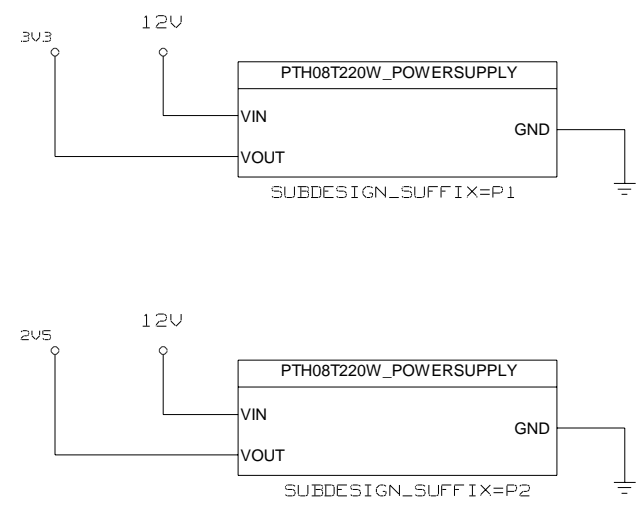 12V
3V3
PTH08T220W_POWERSUPPLY
VIN
GND
VOUT
SUBDESIGN_SUFFIX=P1
12V
2V5
PTH08T220W_POWERSUPPLY
VIN
GND
VOUT
SUBDESIGN_SUFFIX=P2